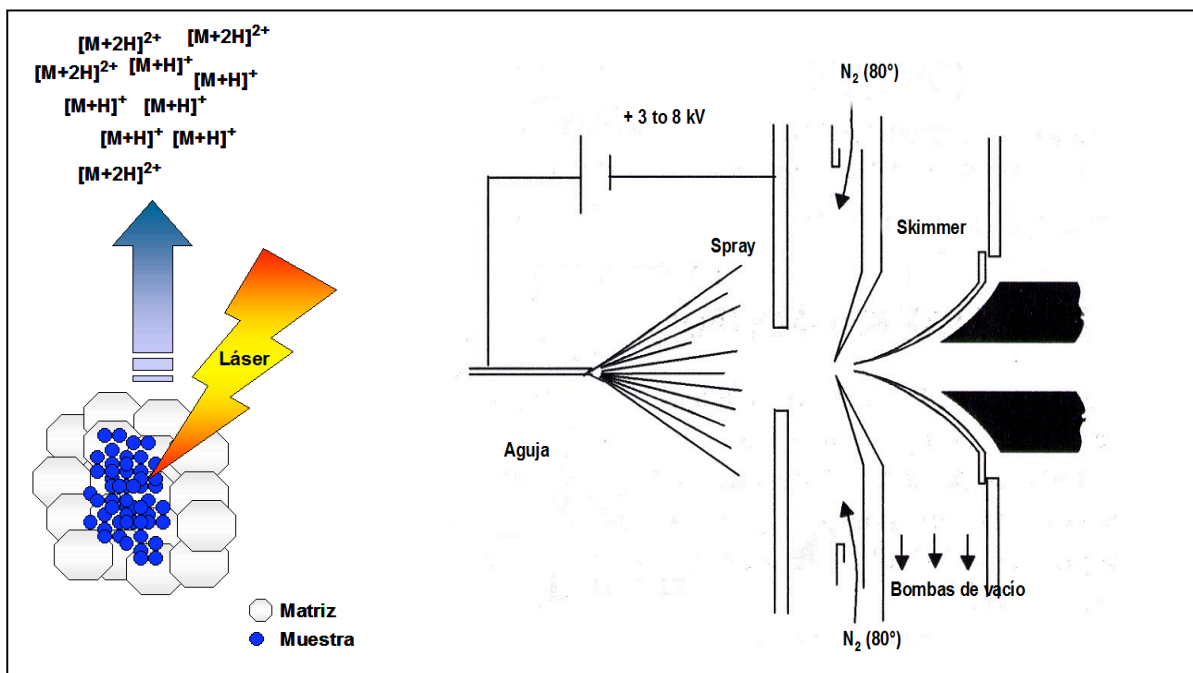 [M+2H]²⁺ [M+2H]²⁺
[M+2H]²⁺ [M+H]⁺ [M+H]⁺
[M+H]⁺ [M+H]⁺
[M+H]⁺ [M+H]⁺
[M+2H]²⁺
Láser
Matriz
Muestra
N₂ (80°)
+ 3 to 8 kV
Spray
Skimmer
Aguja
Bombas de vacío
N₂ (80°)